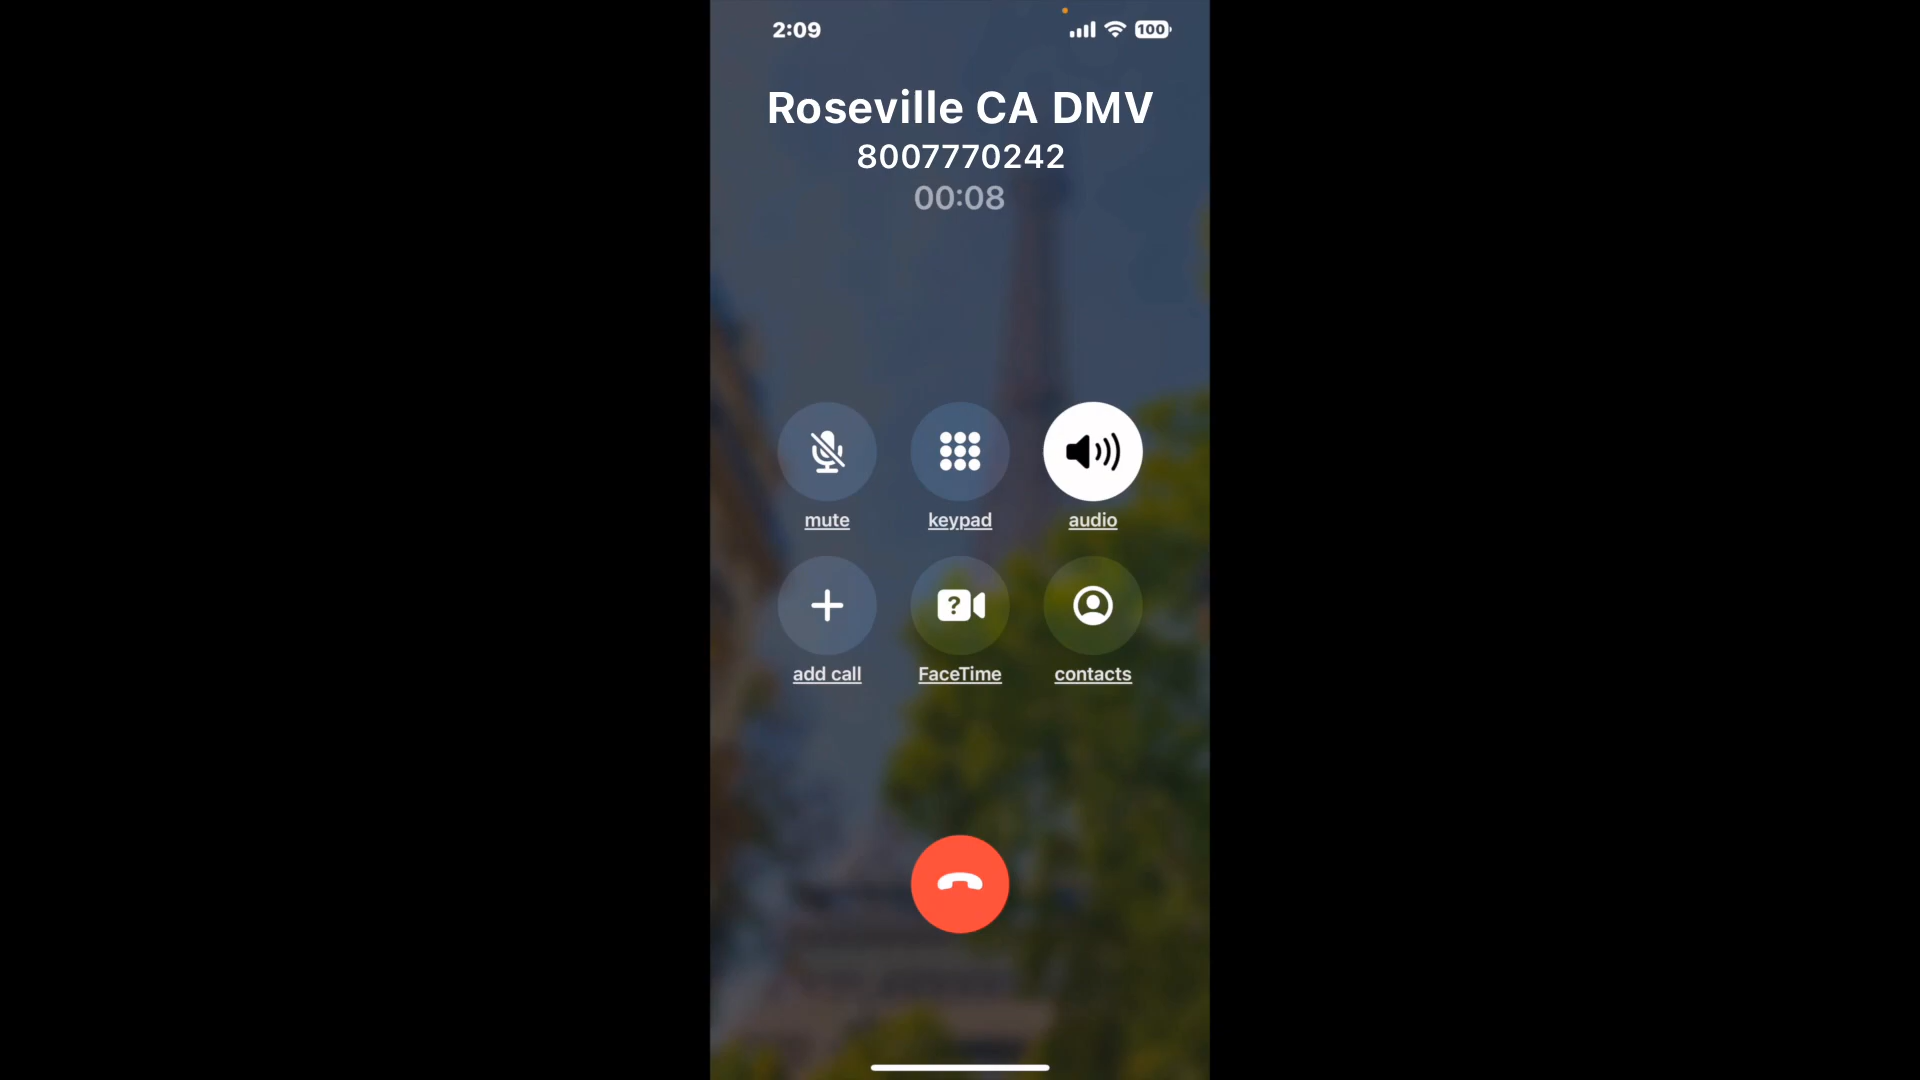 2:09
100
Roseville CA DMV
8007770242
00:08
mute
keypad
audio
?
add call
FaceTime
contacts